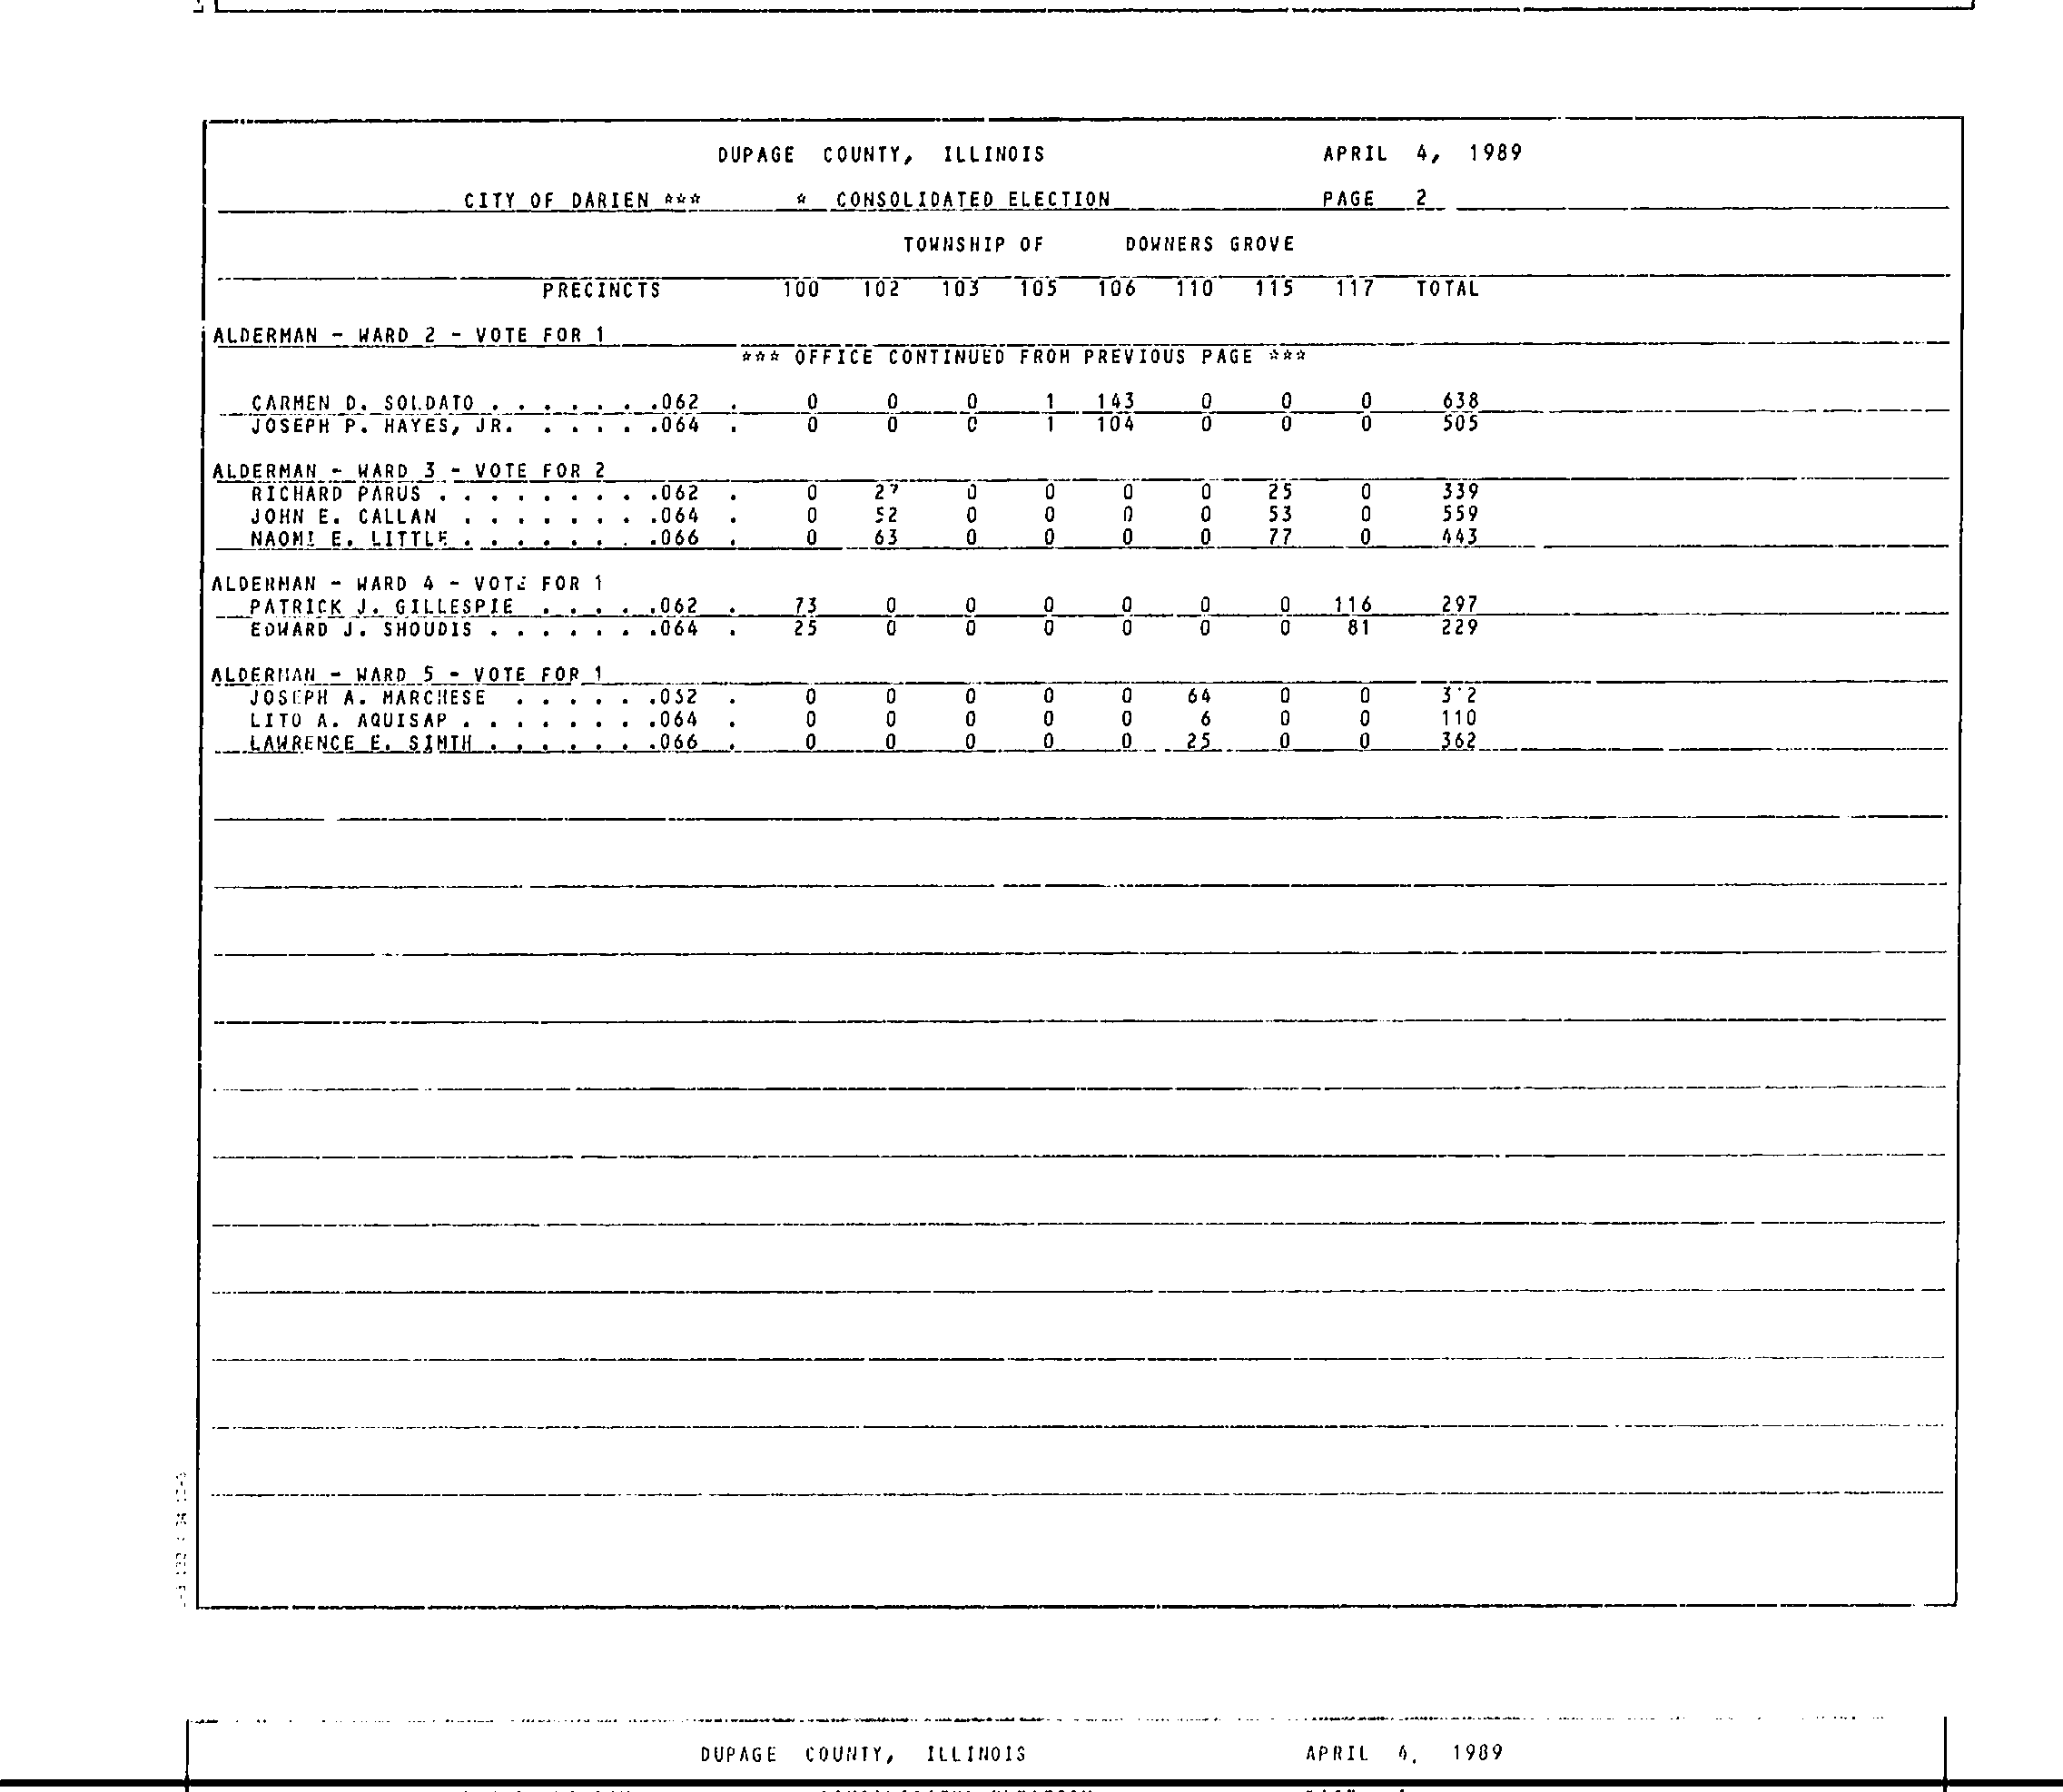 DUPAGE COUNTY, ILLINOIS APRIL 4, 1989
CITY OF DARIEN *** * CONSOLIDATED ELECTION PAGE 2
TOWNSHIP OF DOWNERS GROVE
PRECINCTS 100 102 103 105 106 110 115 117 TOTAL
ALDERMAN - WARD 2 - VOTE FOR 1
*** OFFICE CONTINUED FROM PREVIOUS PAGE ***
CARMEN D. SOLDATO . . . . . . .062 . 0 0 0 1 143 0 0 0 638
JOSEPH P. HAYES, JR. . . . . .064 . 0 0 0 1 104 0 0 0 505
ALDERMAN - WARD 3 - VOTE FOR 2
RICHARD PARUS . . . . . . . . .062 . 0 27 0 0 0 0 25 0 339
JOHN E. CALLAN . . . . . . . .064 . 0 52 0 0 0 0 53 0 559
NAOMI E. LITTLE . . . . . . . .066 . 0 63 0 0 0 0 77 0 443
ALDERMAN - WARD 4 - VOTE FOR 1
PATRICK J. GILLESPIE . . . . .062 . 73 0 0 0 0 0 0 116 297
EDWARD J. SHOUDIS . . . . . . .064 . 25 0 0 0 0 0 0 81 229
ALDERMAN - WARD 5 - VOTE FOR 1
JOSEPH A. MARCHESE . . . . . .052 . 0 0 0 0 0 64 0 0
LITO A. AQUISAP . . . . . . . .064 . 0 0 0 0 0 6 0 0 110
LAWRENCE E. SIMTH . . . . . . .066 . 0 0 0 0 0 25 0 0 362
DUPAGE COUNTY, ILLINOIS APRIL 4, 1989